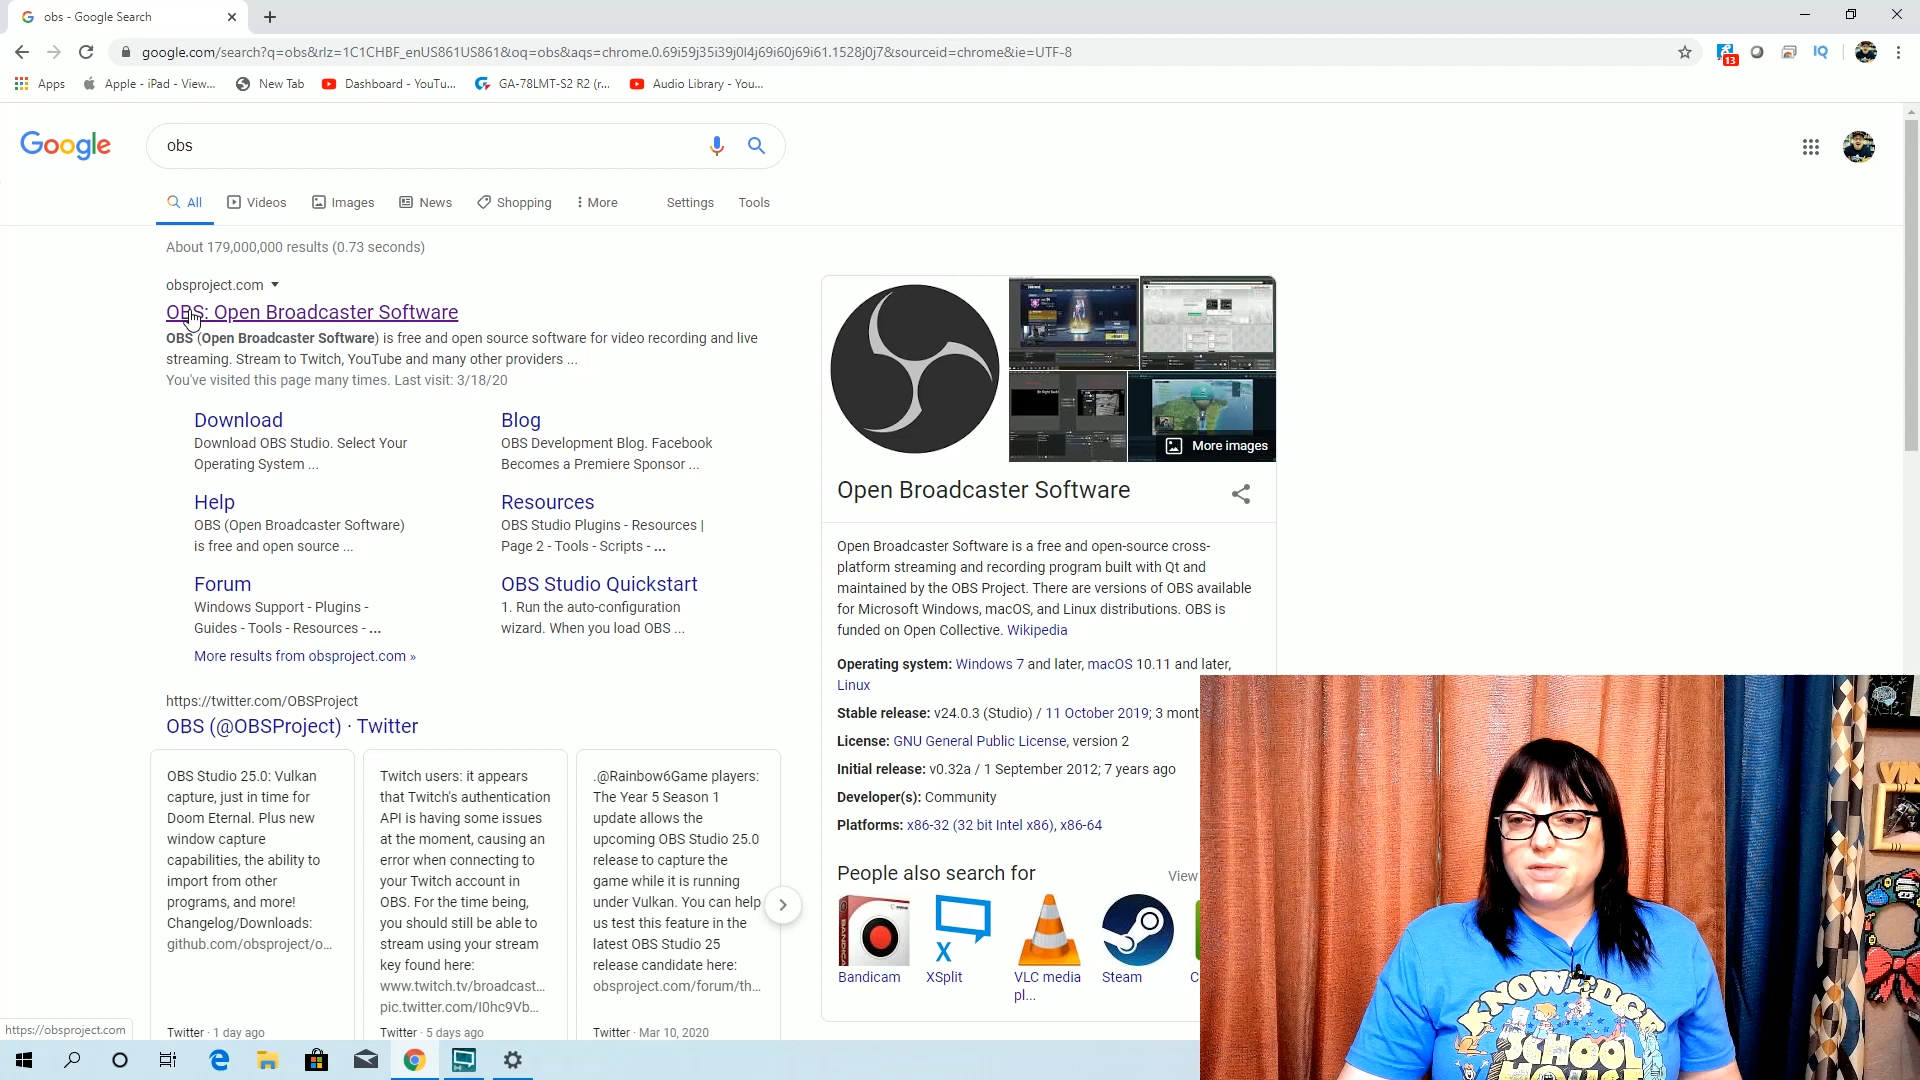 obs - Google Search
google.com/search?q=obs&rlz=1C1CHBF_enUS861US861&oq=obs&aqs=chrome.0.69i59j35i39j0l4j69i60j69i61.1528j0j7&sourceid=chrome&ie=UTF-8
13
IQ
Apps
Apple - iPad - View...
New Tab
Dashboard - YouTu...
GA-78LMT-S2 R2 (r...
Audio Library - You...
Google
obs
All
Videos
Images
News
Shopping
More
Settings
Tools
About 179,000,000 results (0.73 seconds)
obsproject.com
OBS: Open Broadcaster Software
OBS (Open Broadcaster Software) is free and open source software for video recording and live
streaming. Stream to Twitch, YouTube and many other providers ...
You've visited this page many times. Last visit: 3/18/20
Download
Download OBS Studio. Select Your
Operating System ...
Blog
OBS Development Blog. Facebook
Becomes a Premiere Sponsor ...
Help
OBS (Open Broadcaster Software)
is free and open source ...
Resources
OBS Studio Plugins - Resources |
Page 2 - Tools - Scripts - ...
Forum
Windows Support - Plugins -
Guides - Tools - Resources - ...
OBS Studio Quickstart
1. Run the auto-configuration
wizard. When you load OBS ...
More results from obsproject.com »
https://twitter.com/OBSProject
OBS (@OBSProject) · Twitter
OBS Studio 25.0: Vulkan
capture, just in time for
Doom Eternal. Plus new
window capture
capabilities, the ability to
import from other
programs, and more!
Changelog/Downloads:
github.com/obsproject/o...
Twitter · 1 day ago
Twitch users: it appears
that Twitch's authentication
API is having some issues
at the moment, causing an
error when connecting to
your Twitch account in
OBS. For the time being,
you should still be able to
stream using your stream
key found here:
www.twitch.tv/broadcast...
pic.twitter.com/I0hc9Vb...
Twitter · 5 days ago
.@Rainbow6Game players:
The Year 5 Season 1
update allows the
upcoming OBS Studio 25.0
release to capture the
game while it is running
under Vulkan. You can help
us test this feature in the
latest OBS Studio 25
release candidate here:
obsproject.com/forum/th...
Twitter · Mar 10, 2020
More images
Open Broadcaster Software
Open Broadcaster Software is a free and open-source cross-
platform streaming and recording program built with Qt and
maintained by the OBS Project. There are versions of OBS available
for Microsoft Windows, macOS, and Linux distributions. OBS is
funded on Open Collective. Wikipedia
Operating system: Windows 7 and later, macOS 10.11 and later,
Linux
Stable release: v24.0.3 (Studio) / 11 October 2019; 3 mont
License: GNU General Public License, version 2
Initial release: v0.32a / 1 September 2012; 7 years ago
Developer(s): Community
Platforms: x86-32 (32 bit Intel x86), x86-64
People also search for
View
BANDICAM
X
Bandicam
XSplit
VLC media
pl...
Steam
C
https://obsproject.com
KNOWLEDGE
SCHOOL
HOUSE